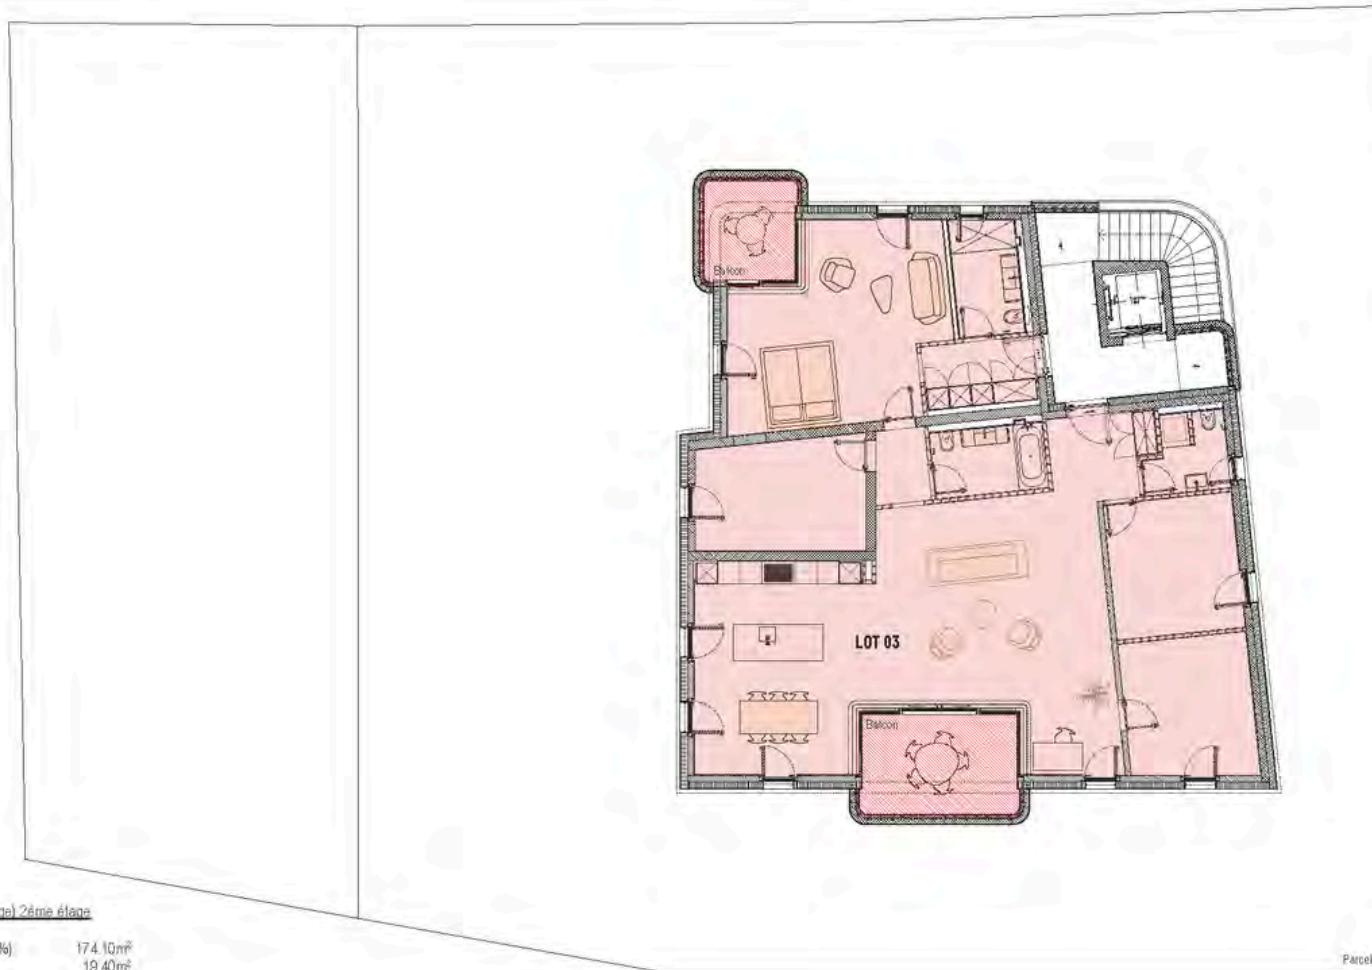 Balcon
LOT 03
Balcon
ge) 2ème étage
%) 174.10m²
19.40m²
Parcel